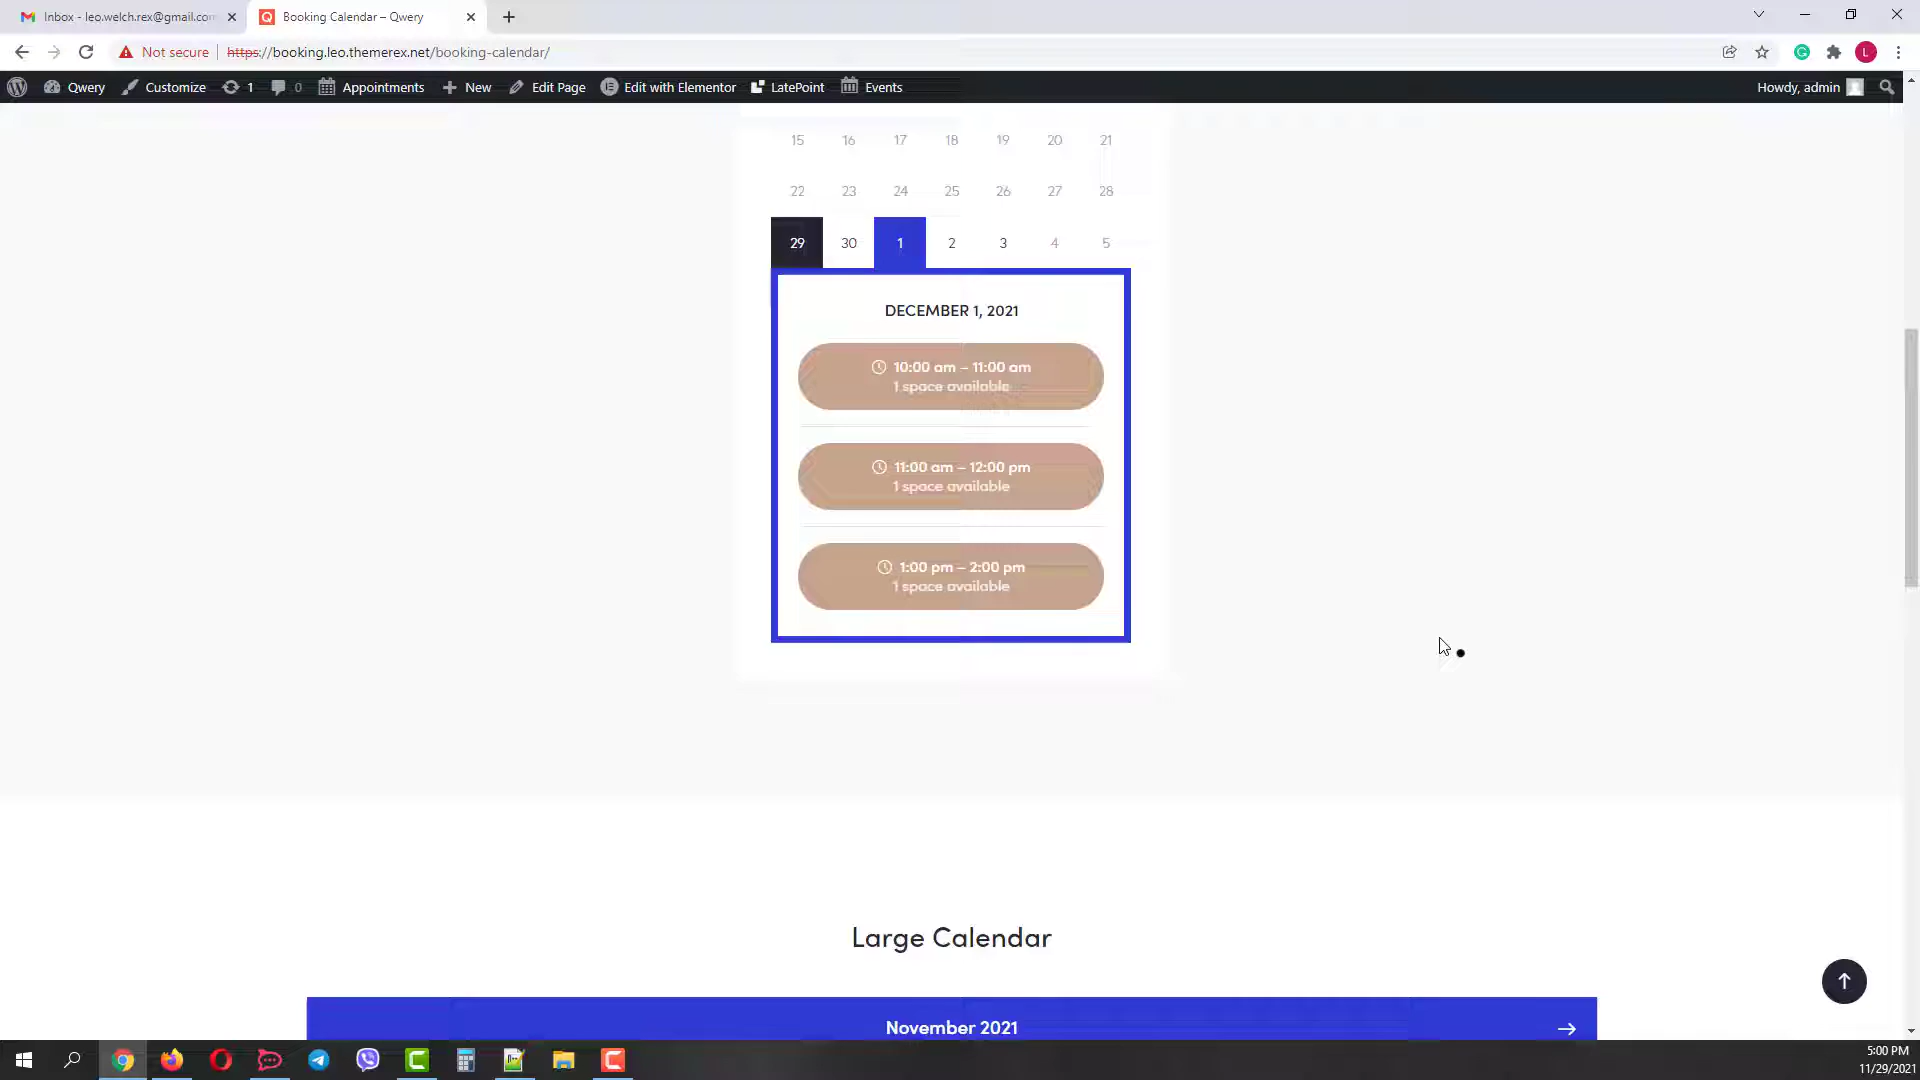 Inbox - leo.welch.rex@gmail.con
Booking Calendar – Qwery
Not secure
https://booking.leo.themerex.net/booking-calendar/
L
Qwery
Customize
1
0
Appointments
New
Edit Page
Edit with Elementor
LatePoint
Events
Howdy, admin
15 16 17 18 19 20 21
22 23 24 25 26 27 28
29 30 1 2 3 4 5
DECEMBER 1, 2021
10:00 am – 11:00 am
1 space available
11:00 am – 12:00 pm
1 space available
1:00 pm – 2:00 pm
1 space available
Large Calendar
November 2021
5:00 PM
11/29/2021